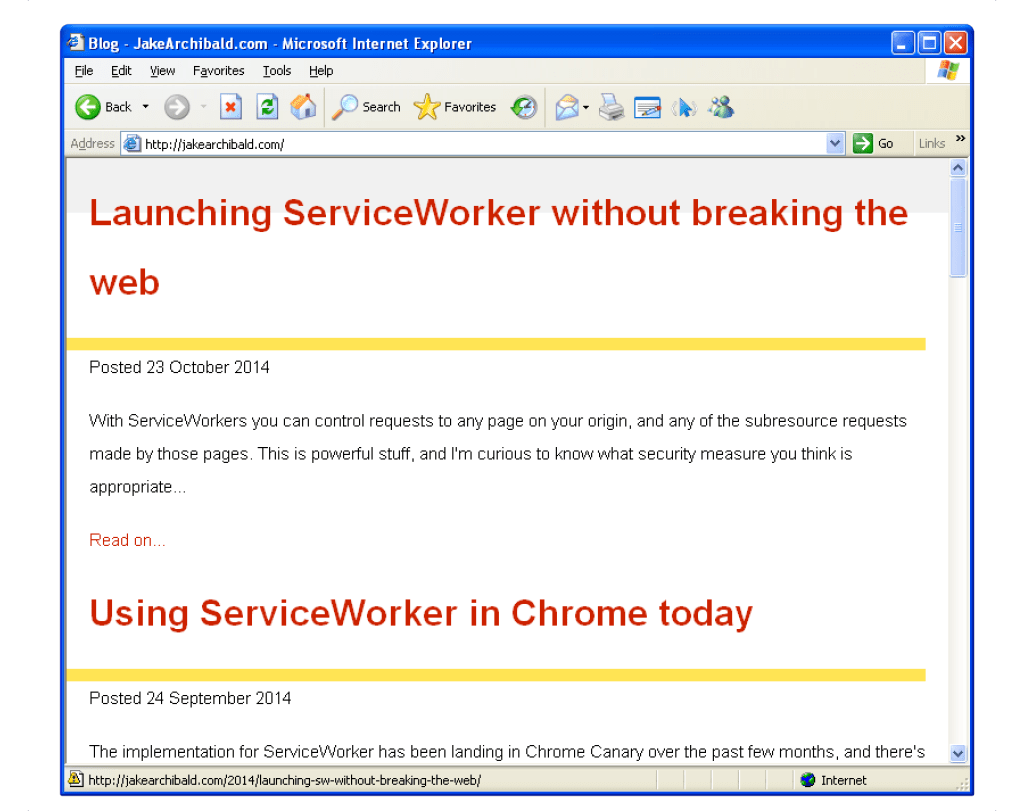 Blog - JakeArchibald.com - Microsoft Internet Explorer
File Edit View Favorites Tools Help
Back Search Favorites
Address http://jakearchibald.com/ Go Links »
Launching ServiceWorker without breaking the
web
Posted 23 October 2014
With ServiceWorkers you can control requests to any page on your origin, and any of the subresource requests
made by those pages. This is powerful stuff, and I'm curious to know what security measure you think is
appropriate...
Read on...
Using ServiceWorker in Chrome today
Posted 24 September 2014
The implementation for ServiceWorker has been landing in Chrome Canary over the past few months, and there's
http://jakearchibald.com/2014/launching-sw-without-breaking-the-web/ Internet